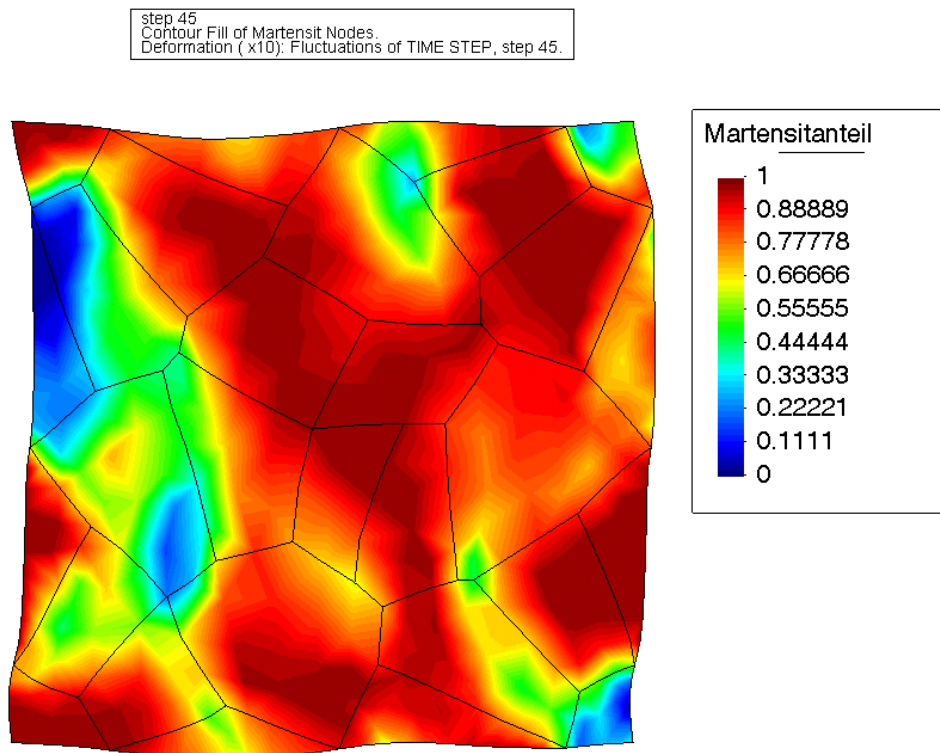 step 45
Contour Fill of Martensit Nodes.
Deformation ( x10): Fluctuations of TIME STEP, step 45.
Martensitanteil
1
0.88889
0.77778
0.66666
0.55555
0.44444
0.33333
0.22221
0.1111
0